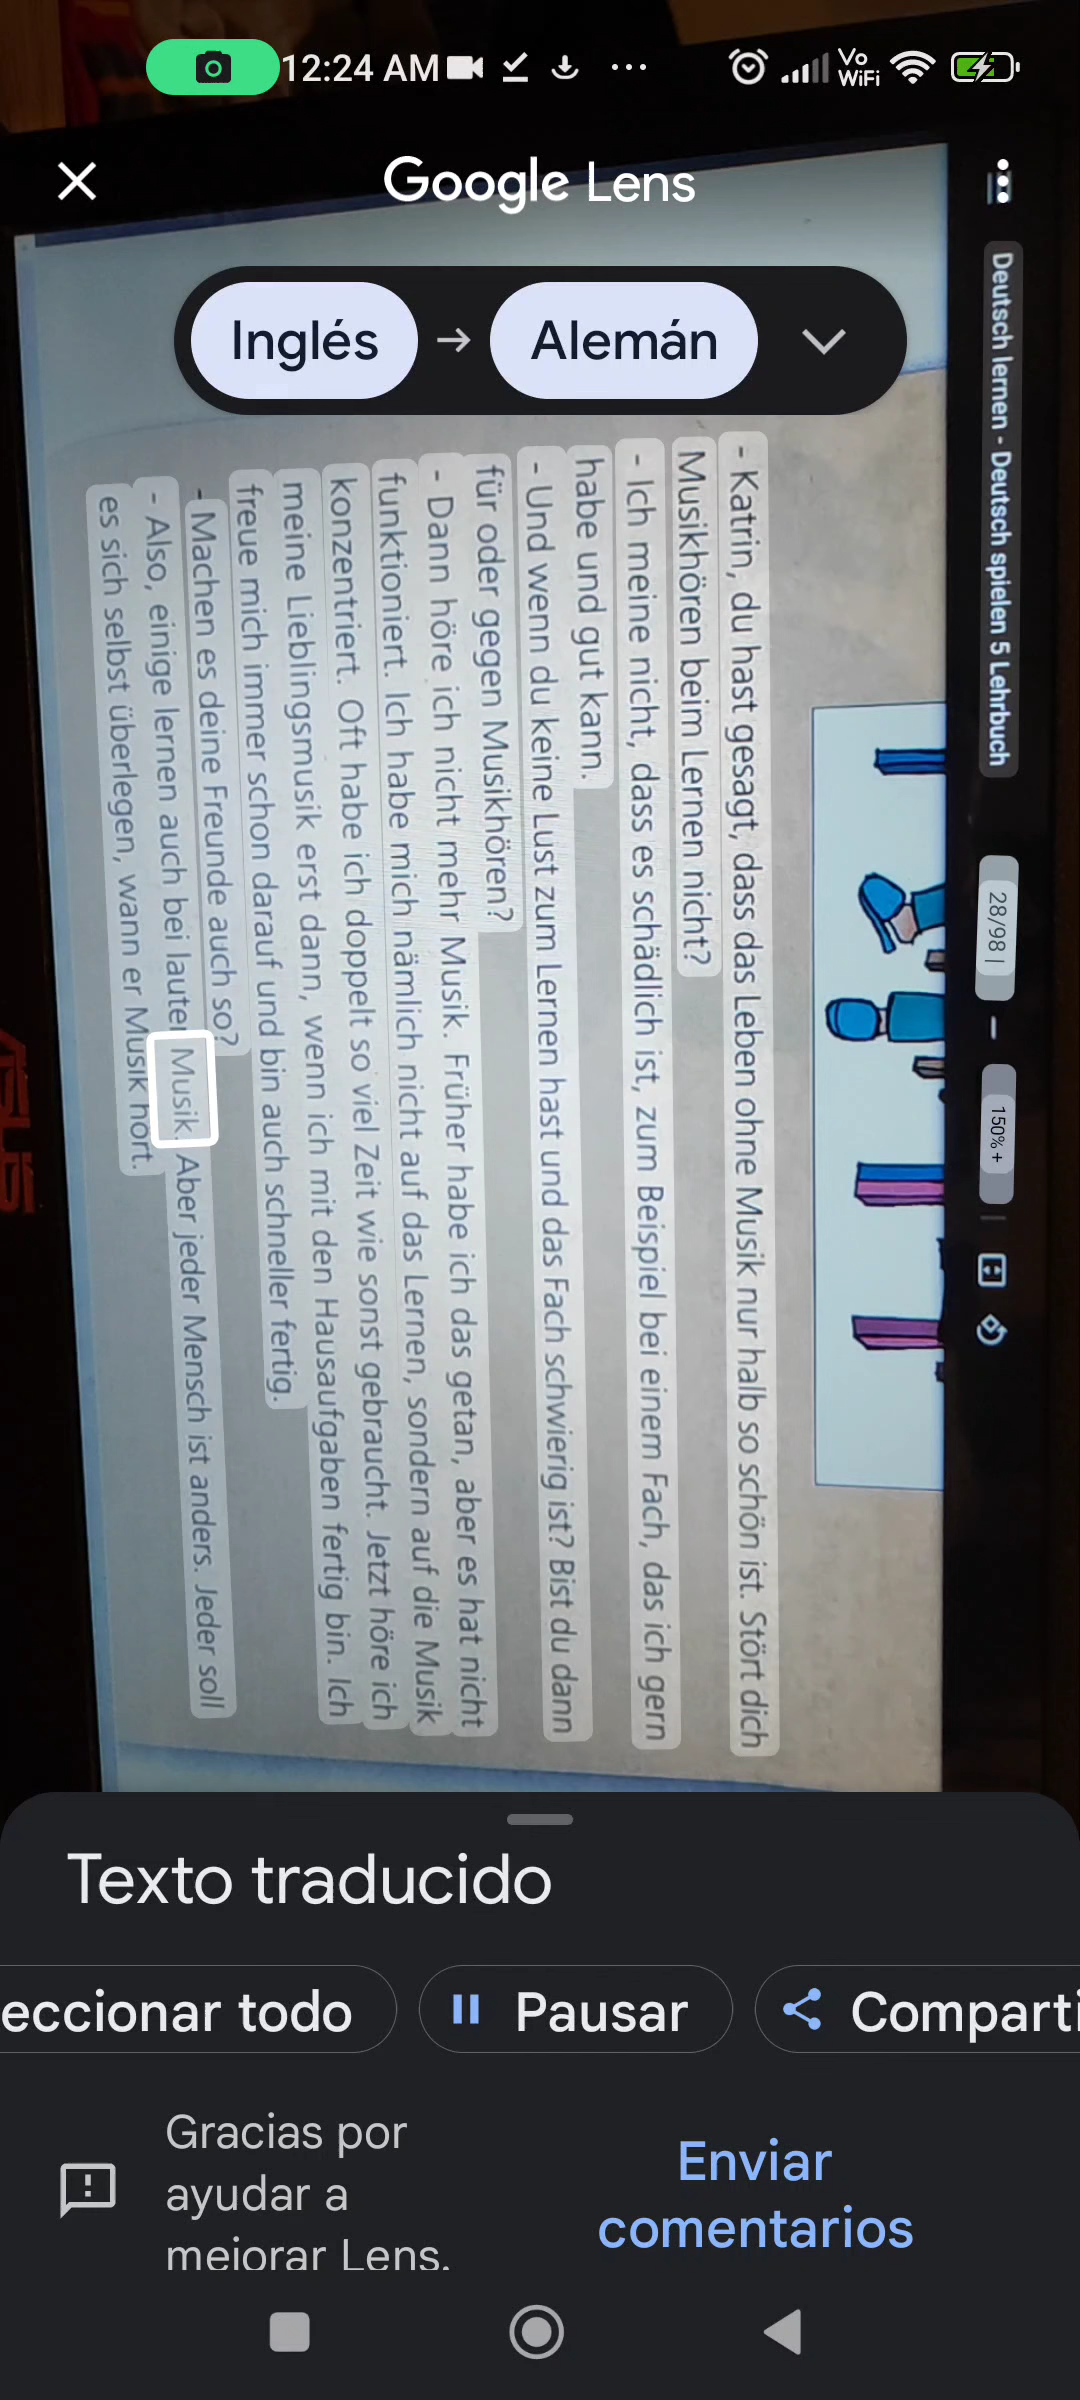 12:24 AM
Vo
WiFi
Google Lens
Inglés → Alemán
Deutsch lernen - Deutsch spielen 5 Lehrbuch
28/98 |
150% +
- Katrin, du hast gesagt, dass das Leben ohne Musik nur halb so schön ist. Stört dich
Musikhören beim Lernen nicht?
- Ich meine nicht, dass es schädlich ist, zum Beispiel bei einem Fach, das ich gern
habe und gut kann.
- Und wenn du keine Lust zum Lernen hast und das Fach schwierig ist? Bist du dann
für oder gegen Musikhören?
- Dann höre ich nicht mehr Musik. Früher habe ich das getan, aber es hat nicht
funktioniert. Ich habe mich nämlich nicht auf das Lernen, sondern auf die Musik
konzentriert. Oft habe ich doppelt so viel Zeit wie sonst gebraucht. Jetzt höre ich
meine Lieblingsmusik erst dann, wenn ich mit den Hausaufgaben fertig bin. Ich
freue mich immer schon darauf und bin auch schneller fertig.
- Machen es deine Freunde auch so?
- Also, einige lernen auch bei lauter Musik. Aber jeder Mensch ist anders. Jeder soll
es sich selbst überlegen, wann er Musik hört.
Texto traducido
eccionar todo
Pausar
Comparti
Gracias por
ayudar a
mejorar Lens.
Enviar
comentarios